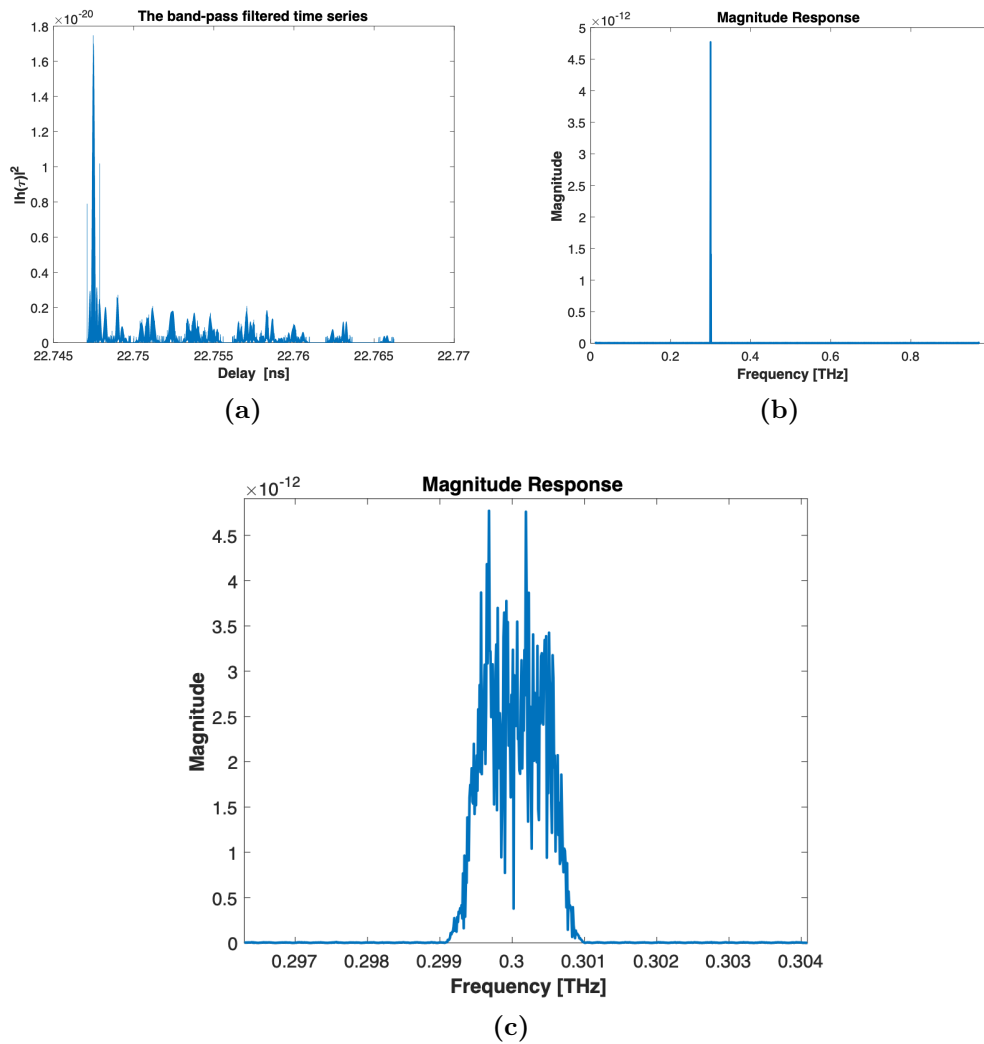 The band-pass filtered time series
×10⁻²⁰
1.8
1.6
1.4
1.2
1
0.8
0.6
0.4
0.2
0
|h(τ)|²
22.745 22.75 22.755 22.76 22.765 22.77
Delay [ns]
(a)
Magnitude Response
×10⁻¹²
5
4.5
4
3.5
3
2.5
2
1.5
1
0.5
0
Magnitude
0 0.2 0.4 0.6 0.8
Frequency [THz]
(b)
Magnitude Response
×10⁻¹²
4.5
4
3.5
3
2.5
2
1.5
1
0.5
0
Magnitude
0.297 0.298 0.299 0.3 0.301 0.302 0.303 0.304
Frequency [THz]
(c)